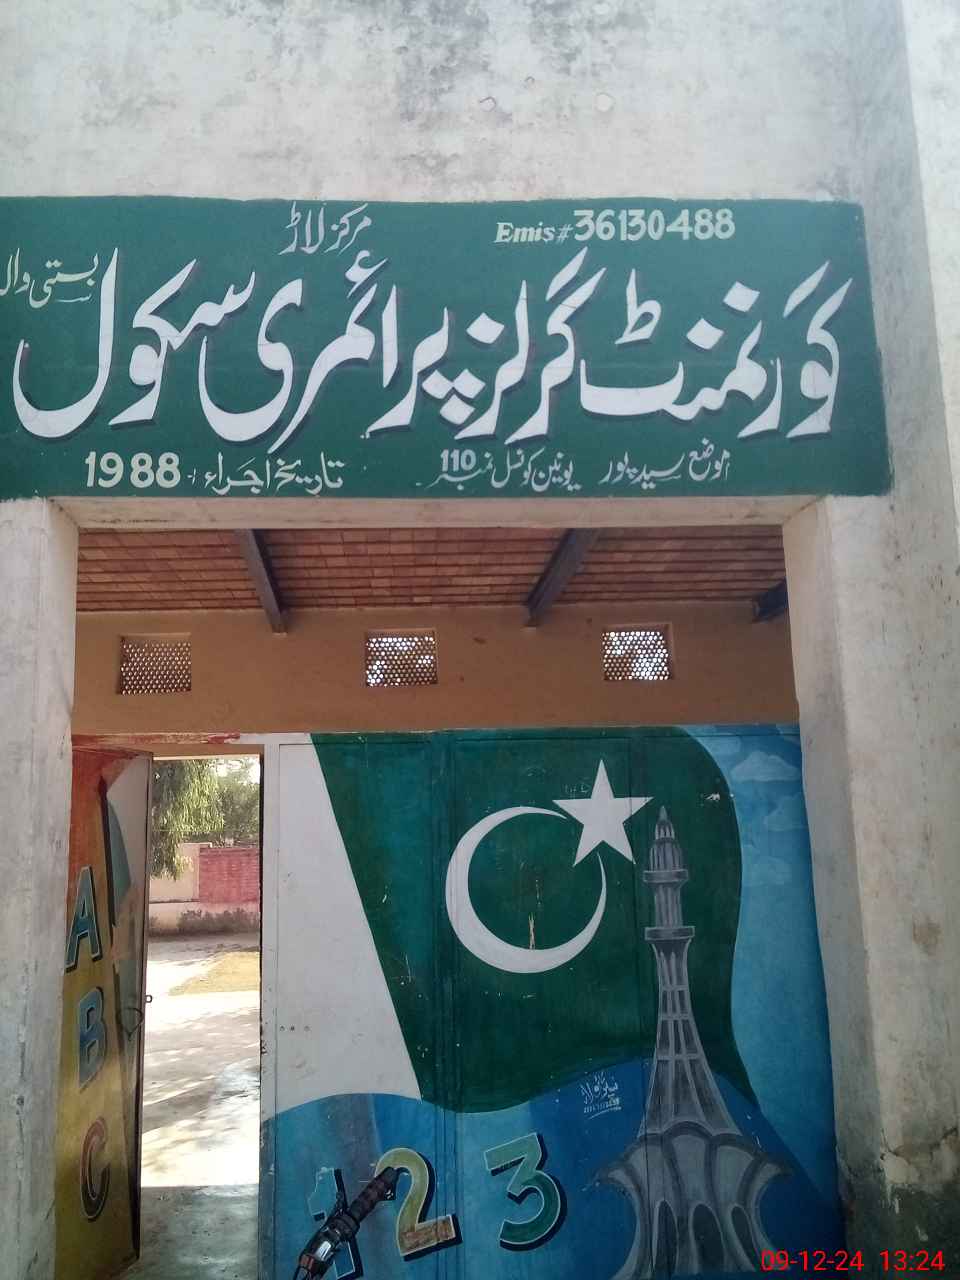 مرکز لاڑ
Emis# 36130488
گورنمنٹ گرلز پرائمری سکول
بستی
موضع سید پور یونین کونسل نمبر 110
تاریخ اجراء 1988
A
B
C
1 2 3
09-12-24 13:24